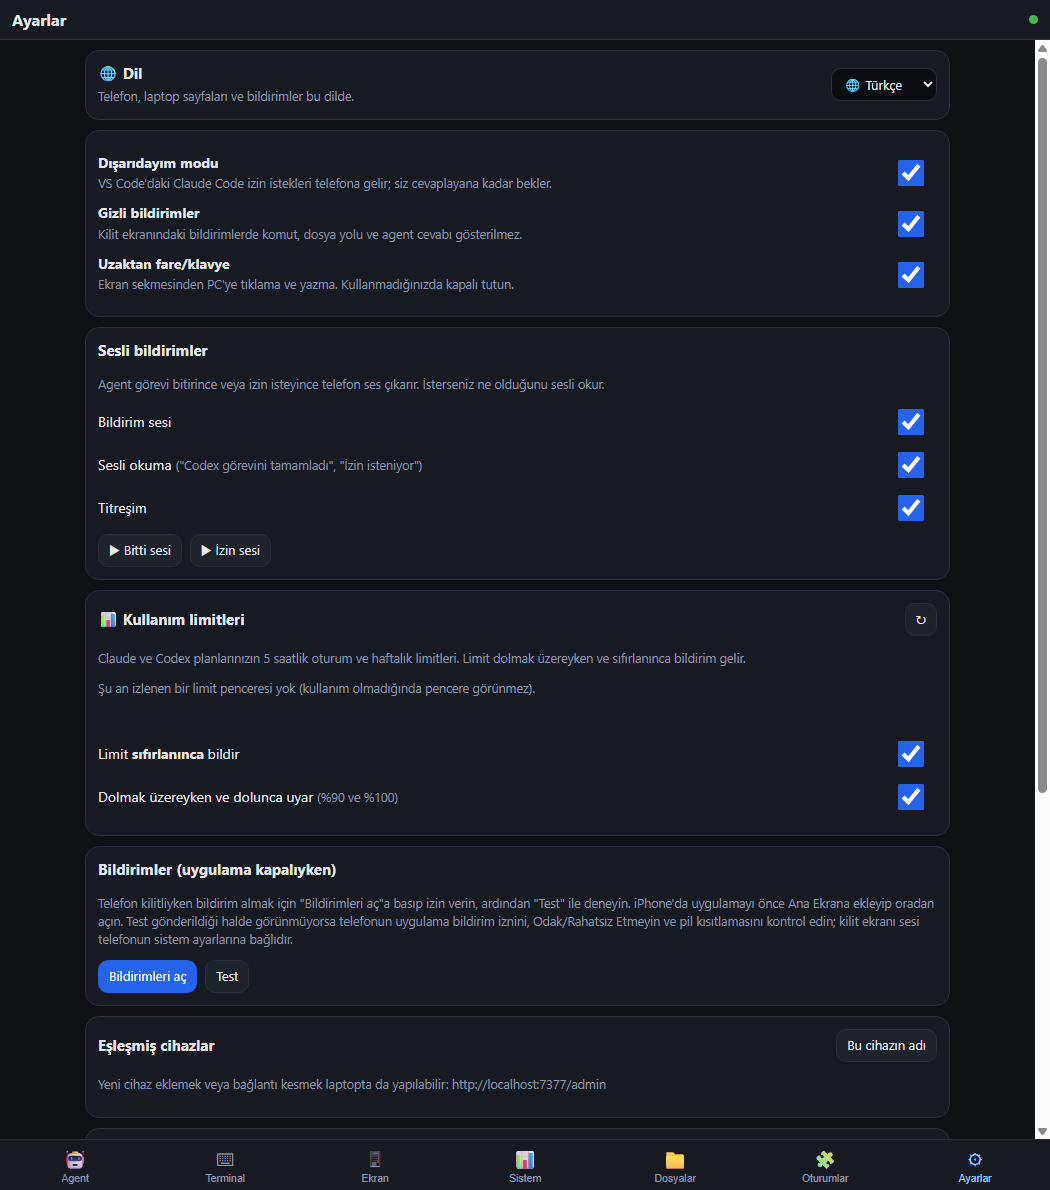 Ayarlar
Dil
Telefon, laptop sayfaları ve bildirimler bu dilde.
Türkçe
Dışarıdayım modu
VS Code'daki Claude Code izin istekleri telefona gelir; siz cevaplayana kadar bekler.
Gizli bildirimler
Kilit ekranındaki bildirimlerde komut, dosya yolu ve agent cevabı gösterilmez.
Uzaktan fare/klavye
Ekran sekmesinden PC'ye tıklama ve yazma. Kullanmadığınızda kapalı tutun.
Sesli bildirimler
Agent görevi bitirince veya izin isteyince telefon ses çıkarır. İsterseniz ne olduğunu sesli okur.
Bildirim sesi
Sesli okuma ("Codex görevini tamamladı", "İzin isteniyor")
Titreşim
▶ Bitti sesi
▶ İzin sesi
Kullanım limitleri
↻
Claude ve Codex planlarınızın 5 saatlik oturum ve haftalık limitleri. Limit dolmak üzereyken ve sıfırlanınca bildirim gelir.
Şu an izlenen bir limit penceresi yok (kullanım olmadığında pencere görünmez).
Limit sıfırlanınca bildir
Dolmak üzereyken ve dolunca uyar (%90 ve %100)
Bildirimler (uygulama kapalıyken)
Telefon kilitliyken bildirim almak için "Bildirimleri aç"a basıp izin verin, ardından "Test" ile deneyin. iPhone'da uygulamayı önce Ana Ekrana ekleyip oradan
açın. Test gönderildiği halde görünmüyorsa telefonun uygulama bildirim iznini, Odak/Rahatsız Etmeyin ve pil kısıtlamasını kontrol edin; kilit ekranı sesi
telefonun sistem ayarlarına bağlıdır.
Bildirimleri aç
Test
Eşleşmiş cihazlar
Bu cihazın adı
Yeni cihaz eklemek veya bağlantı kesmek laptopta da yapılabilir: http://localhost:7377/admin
Agent
Terminal
Ekran
Sistem
Dosyalar
Oturumlar
Ayarlar